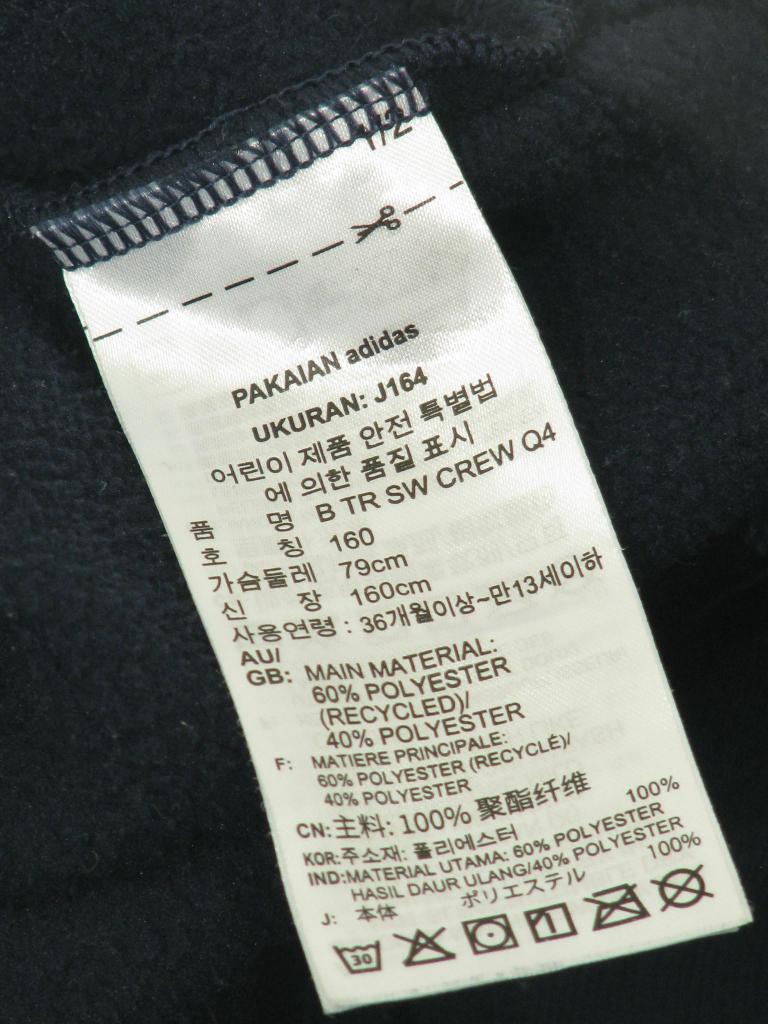 1/2
PAKAIAN adidas
UKURAN: J164
어린이 제품 안전 특별법
에 의한 품질 표시
품 명 B TR SW CREW Q4
호 칭 160
가슴둘레 79cm
신 장 160cm
사용연령 : 36개월이상~만13세이하
AU/
GB: MAIN MATERIAL:
60% POLYESTER
(RECYCLED)/
40% POLYESTER
F: MATIERE PRINCIPALE:
60% POLYESTER (RECYCLÉ)/
40% POLYESTER
CN: 主料: 100% 聚酯纤维
KOR: 주소재: 폴리에스터 100%
IND: MATERIAL UTAMA: 60% POLYESTER
HASIL DAUR ULANG/40% POLYESTER
J: 本体 ポリエステル 100%
30